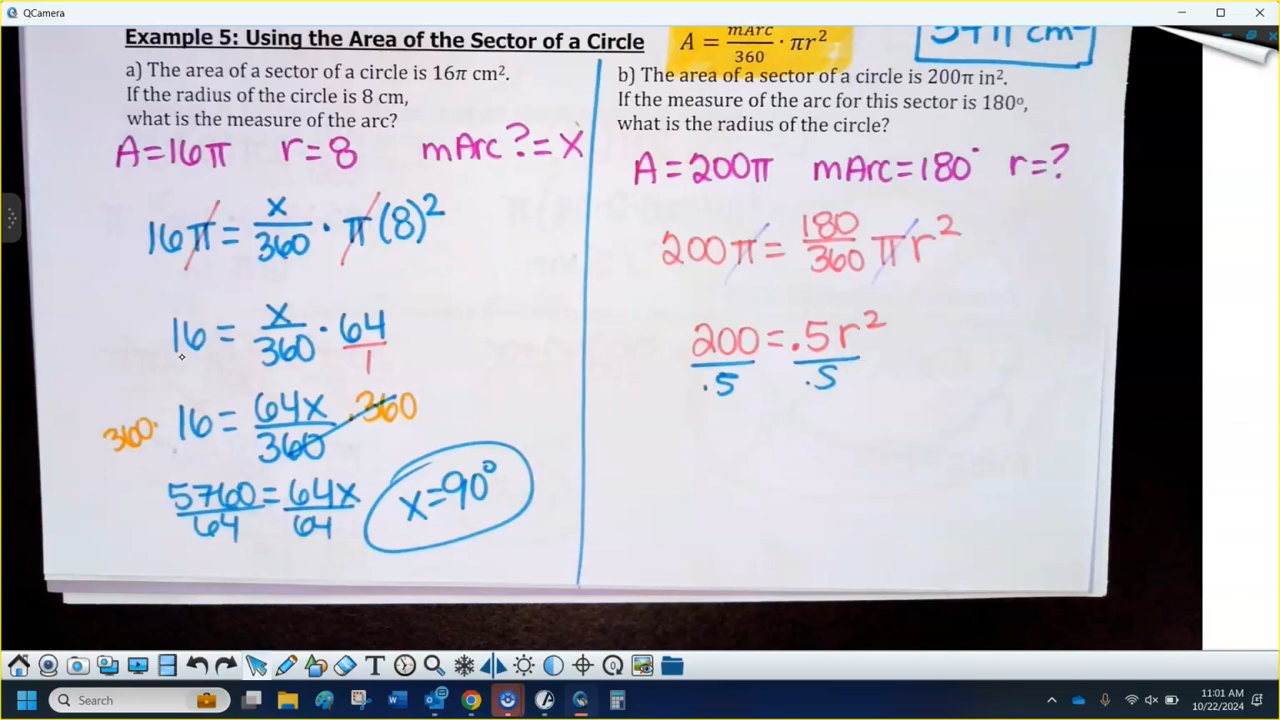 QCamera
Example 5: Using the Area of the Sector of a Circle
A = mArc/360 · πr²
a) The area of a sector of a circle is 16π cm².
If the radius of the circle is 8 cm,
what is the measure of the arc?
A=16π r=8 mArc?=x
16π = x/360 · π(8)²
16 = x/360 · 64/1
360· 16 = 64x/360 ·360
5760/64 = 64x/64
x=90°
b) The area of a sector of a circle is 200π in².
If the measure of the arc for this sector is 180°,
what is the radius of the circle?
A=200π mArc=180° r=?
200π = 180/360 πr²
200/.5 = .5r²/.5
Search
11:01 AM
10/22/2024